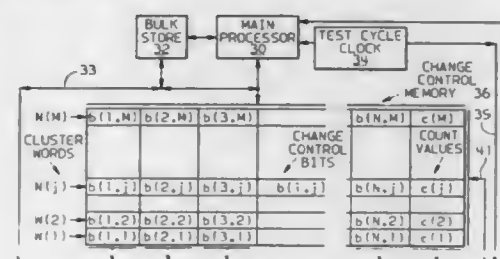 BULK STORE 32
MAIN PROCESSOR 30
TEST CYCLE CLOCK 34
33
CHANGE CONTROL MEMORY 36
35
41
W(M) b(1,M) b(2,M) b(3,M) b(N,M) c(M)
CLUSTER WORDS
CHANGE CONTROL BITS
COUNT VALUES
W(j) b(1,j) b(2,j) b(3,j) b(i,j) b(N,j) c(j)
W(2) b(1,2) b(2,2) b(3,2) b(N,2) c(2)
W(1) b(1,1) b(2,1) b(3,1) b(N,1) c(1)